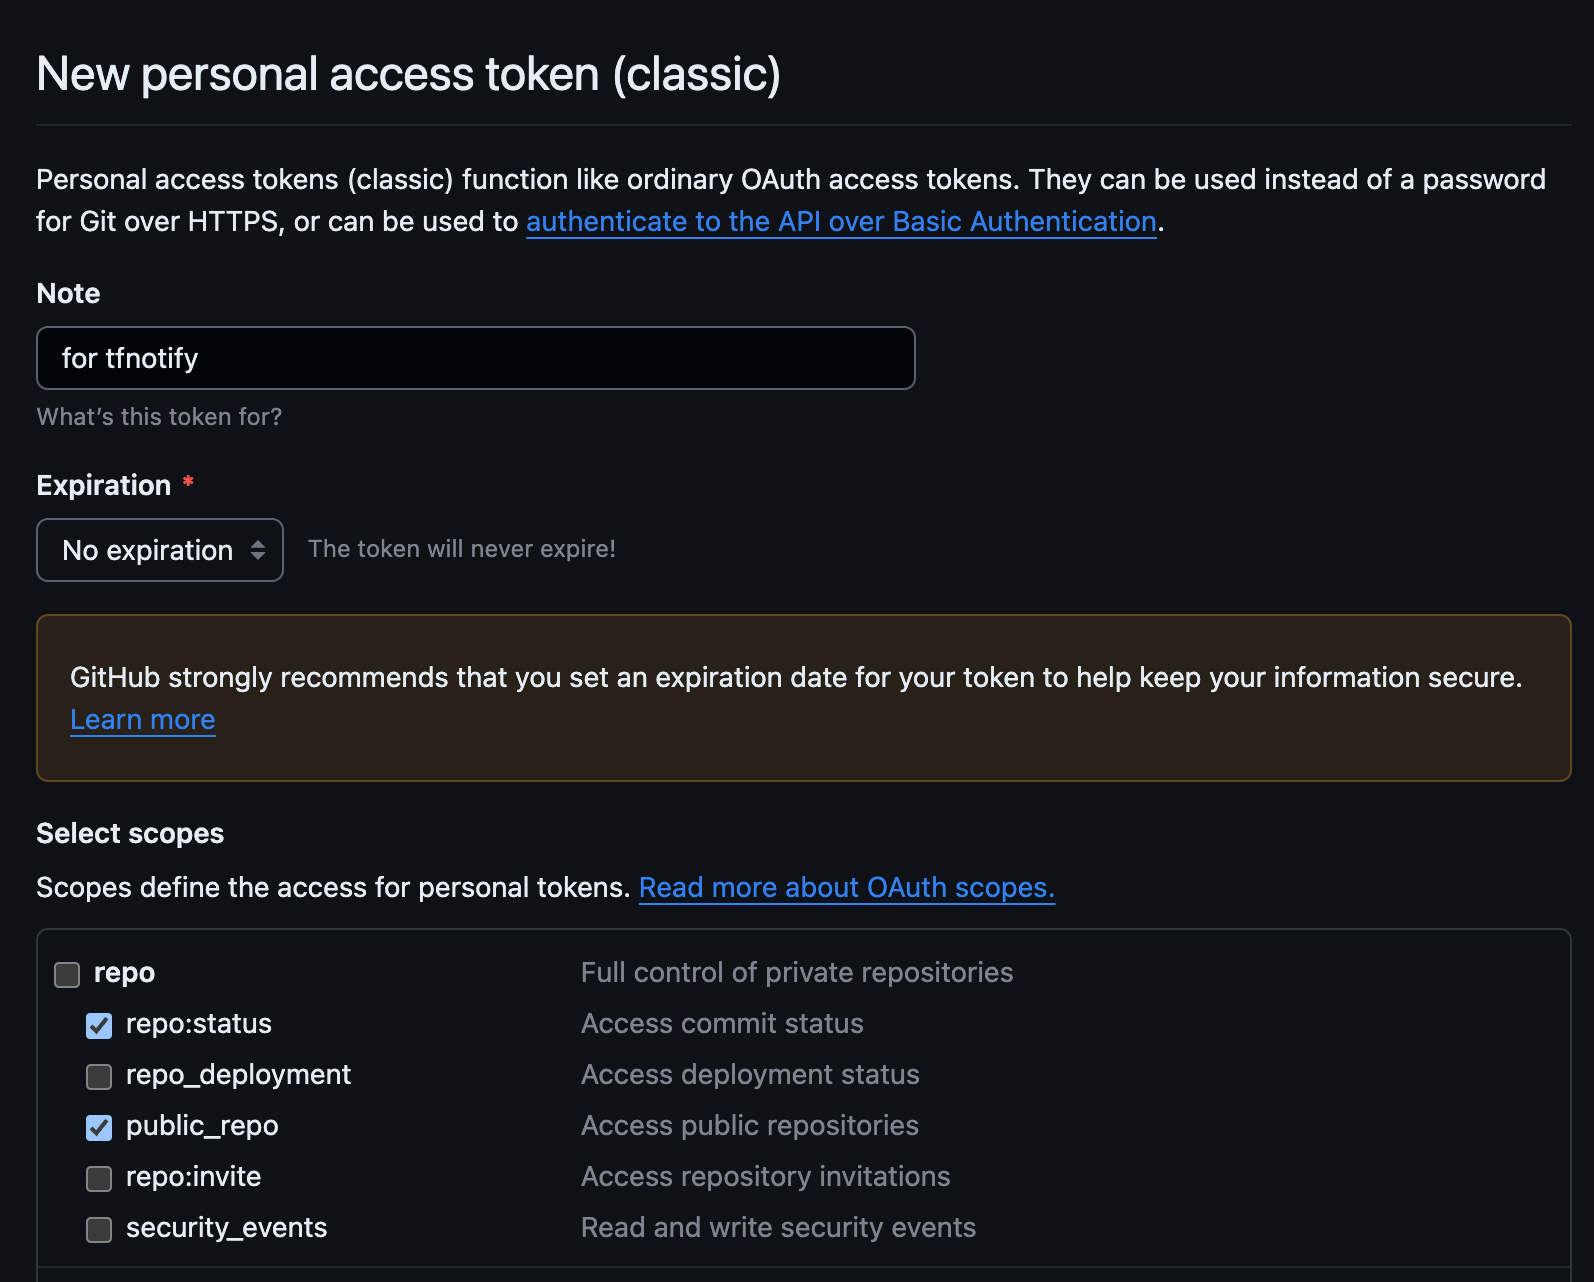 New personal access token (classic)
Personal access tokens (classic) function like ordinary OAuth access tokens. They can be used instead of a password
for Git over HTTPS, or can be used to authenticate to the API over Basic Authentication.
Note
for tfnotify
What's this token for?
Expiration *
No expiration The token will never expire!
GitHub strongly recommends that you set an expiration date for your token to help keep your information secure.
Learn more
Select scopes
Scopes define the access for personal tokens. Read more about OAuth scopes.
repo Full control of private repositories
repo:status Access commit status
repo_deployment Access deployment status
public_repo Access public repositories
repo:invite Access repository invitations
security_events Read and write security events